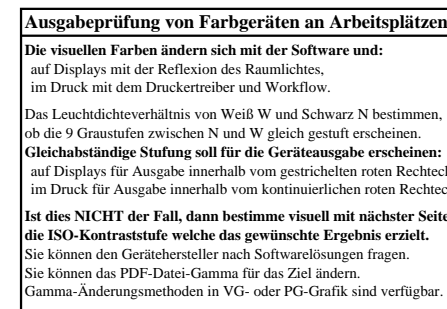 Ausgabeprüfung von Farbgeräten an Arbeitsplätzen
Die visuellen Farben ändern sich mit der Software und:
auf Displays mit der Reflexion des Raumlichtes,
im Druck mit dem Druckertreiber und Workflow.
Das Leuchtdichteverhältnis von Weiß W und Schwarz N bestimmen,
ob die 9 Graustufen zwischen N und W gleich gestuft erscheinen.
Gleichabständige Stufung soll für die Geräteausgabe erscheinen:
auf Displays für Ausgabe innerhalb vom gestrichelten roten
im Druck für Ausgabe innerhalb vom kontinuierlichen roten
Ist dies NICHT der Fall, dann bestimme visuell mit nächster Seite
die ISO-Kontraststufe welche das gewünschte Ergebnis erzielt.
Sie können den Gerätehersteller nach Softwarelösungen fragen.
Sie können das PDF-Datei-Gamma für das Ziel ändern.
Gamma-Änderungsmethoden in VG- oder PG-Grafik sind verfügbar.